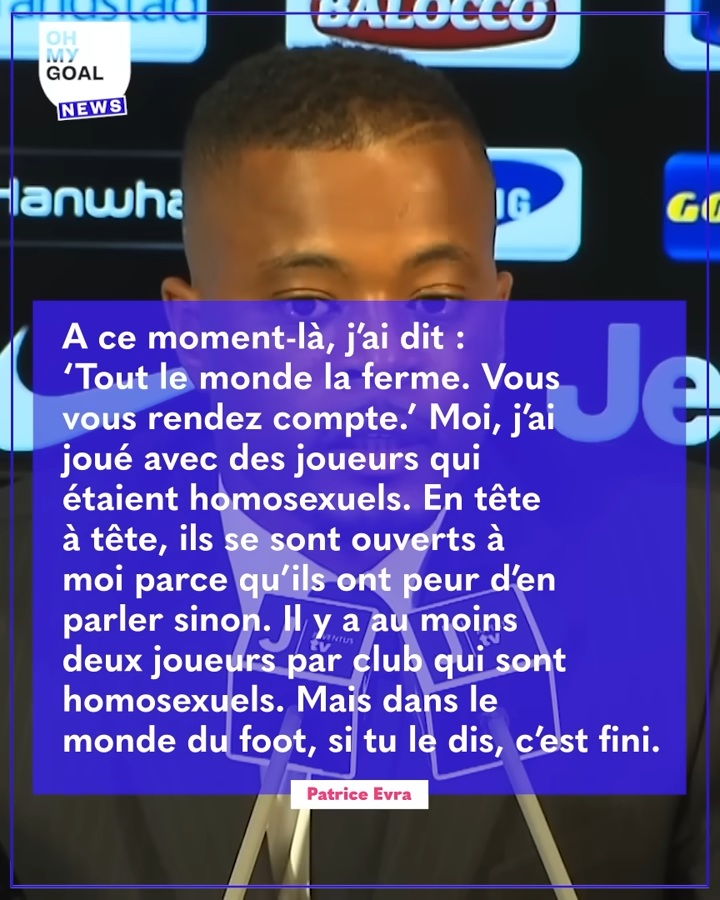 BALOCCO
OH
MY
GOAL
NEWS
A ce moment-là, j’ai dit :
‘Tout le monde la ferme. Vous
vous rendez compte.’ Moi, j’ai
joué avec des joueurs qui
étaient homosexuels. En tête
à tête, ils se sont ouverts à
moi parce qu’ils ont peur d’en
parler sinon. Il y a au moins
deux joueurs par club qui sont
homosexuels. Mais dans le
monde du foot, si tu le dis, c’est fini.
Patrice Evra